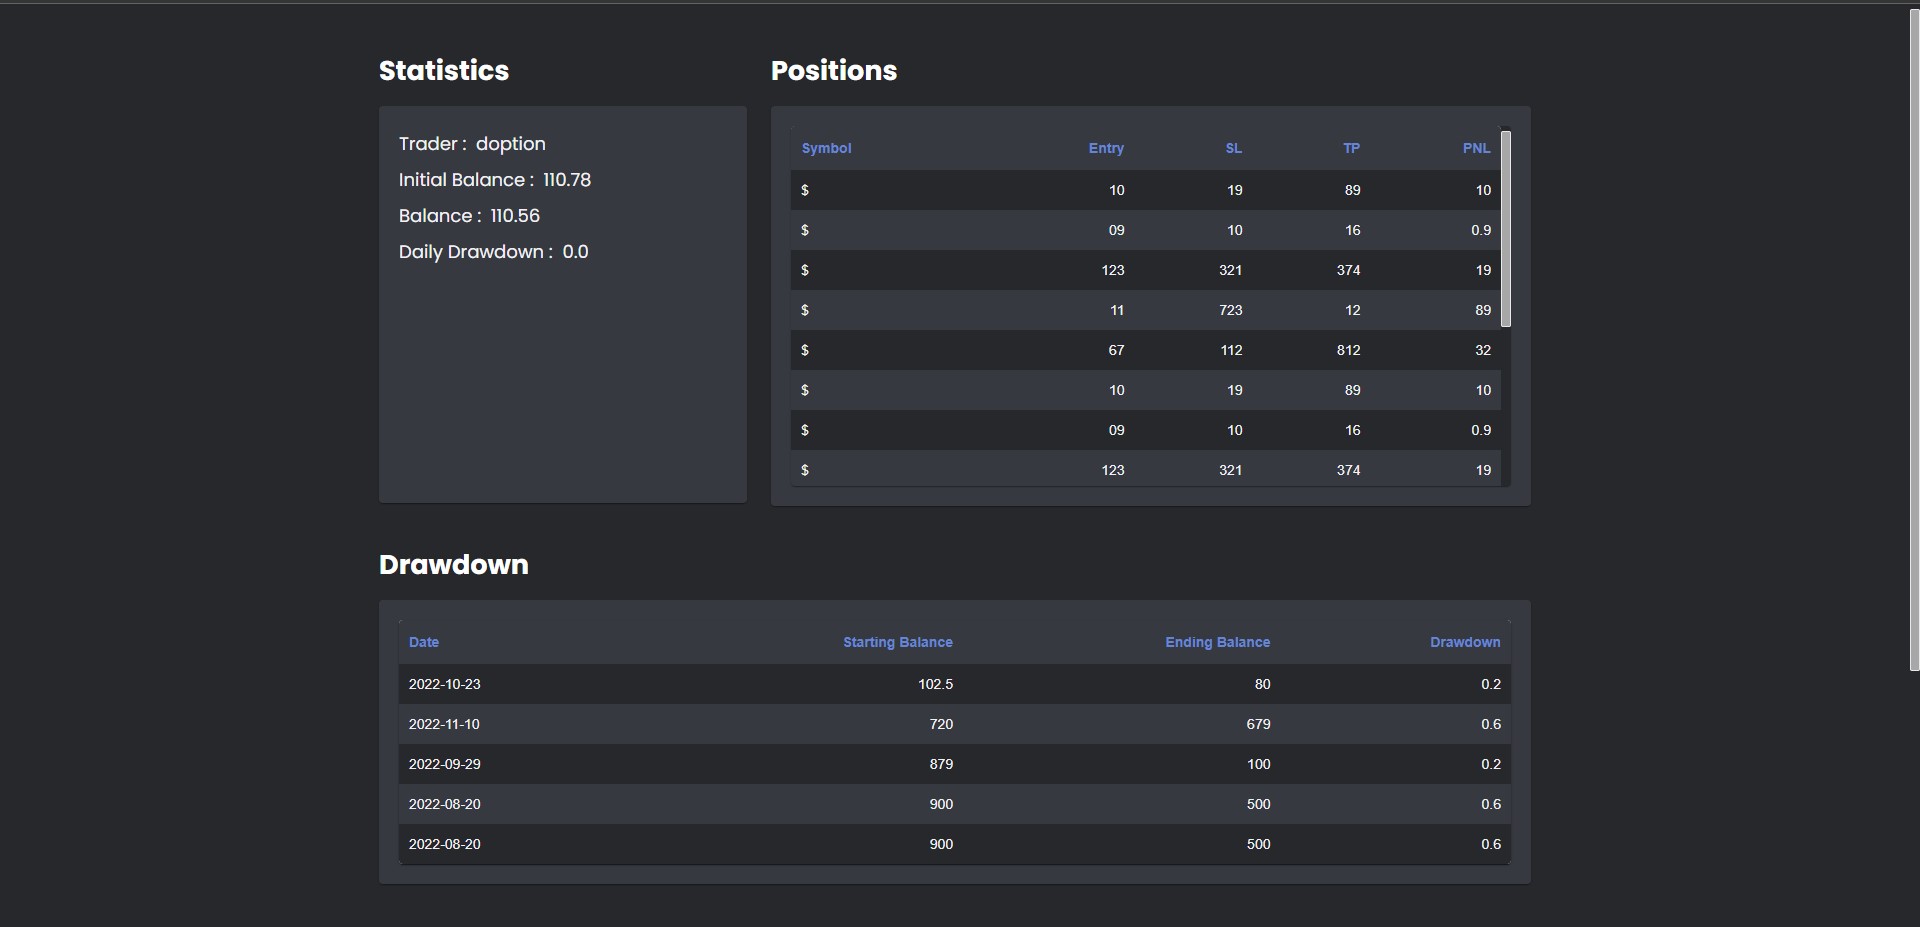 Statistics
Trader : doption
Initial Balance : 110.78
Balance : 110.56
Daily Drawdown : 0.0
Positions
Symbol Entry SL TP PNL
$ 10 19 89 10
$ 09 10 16 0.9
$ 123 321 374 19
$ 11 723 12 89
$ 67 112 812 32
$ 10 19 89 10
$ 09 10 16 0.9
$ 123 321 374 19
Drawdown
Date Starting Balance Ending Balance Drawdown
2022-10-23 102.5 80 0.2
2022-11-10 720 679 0.6
2022-09-29 879 100 0.2
2022-08-20 900 500 0.6
2022-08-20 900 500 0.6